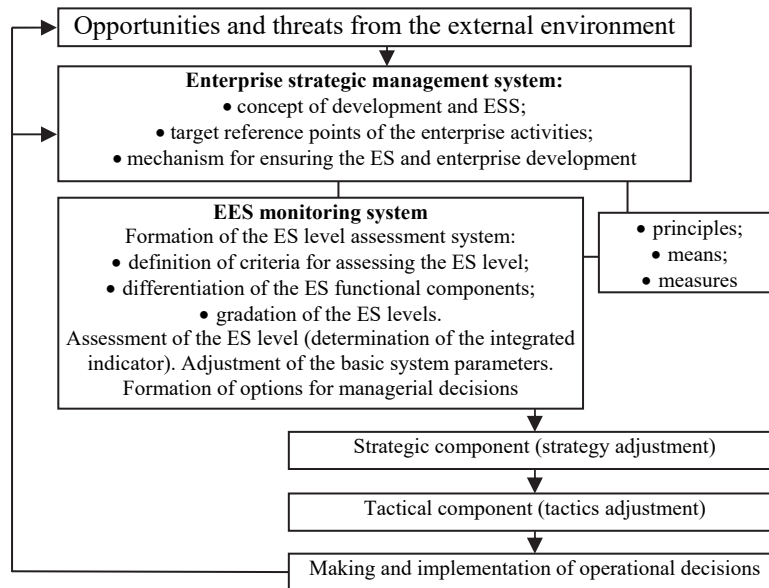 Opportunities and threats from the external environment
Enterprise strategic management system:
• concept of development and ESS;
• target reference points of the enterprise activities;
• mechanism for ensuring the ES and enterprise development
EES monitoring system
Formation of the ES level assessment system:
• definition of criteria for assessing the ES level;
• differentiation of the ES functional components;
• gradation of the ES levels.
Assessment of the ES level (determination of the integrated
indicator). Adjustment of the basic system parameters.
Formation of options for managerial decisions
• principles;
• means;
• measures
Strategic component (strategy adjustment)
Tactical component (tactics adjustment)
Making and implementation of operational decisions